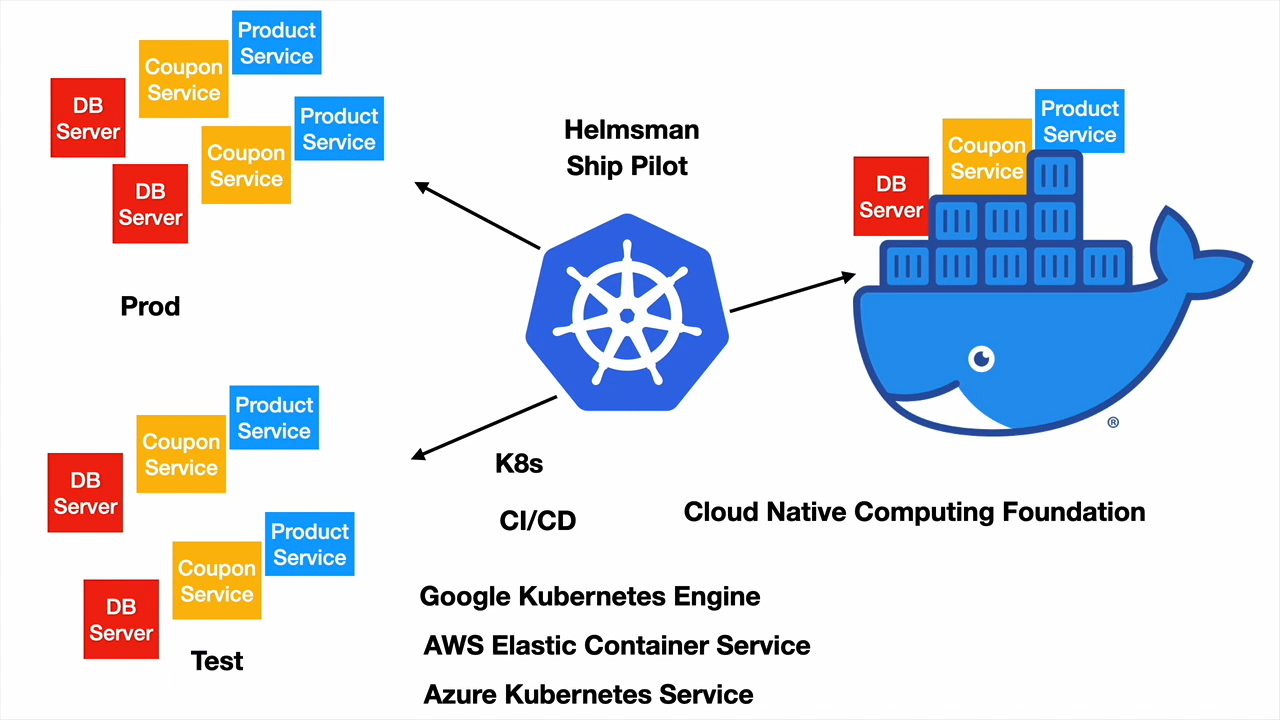 Product
Service
Coupon
Service
DB
Server
Product
Service
Coupon
Service
DB
Server
Prod
Helmsman
Ship Pilot
Product
Service
Coupon
Service
DB
Server
®
Product
Service
Coupon
Service
DB
Server
Product
Service
Coupon
Service
DB
Server
Test
K8s
CI/CD
Cloud Native Computing Foundation
Google Kubernetes Engine
AWS Elastic Container Service
Azure Kubernetes Service